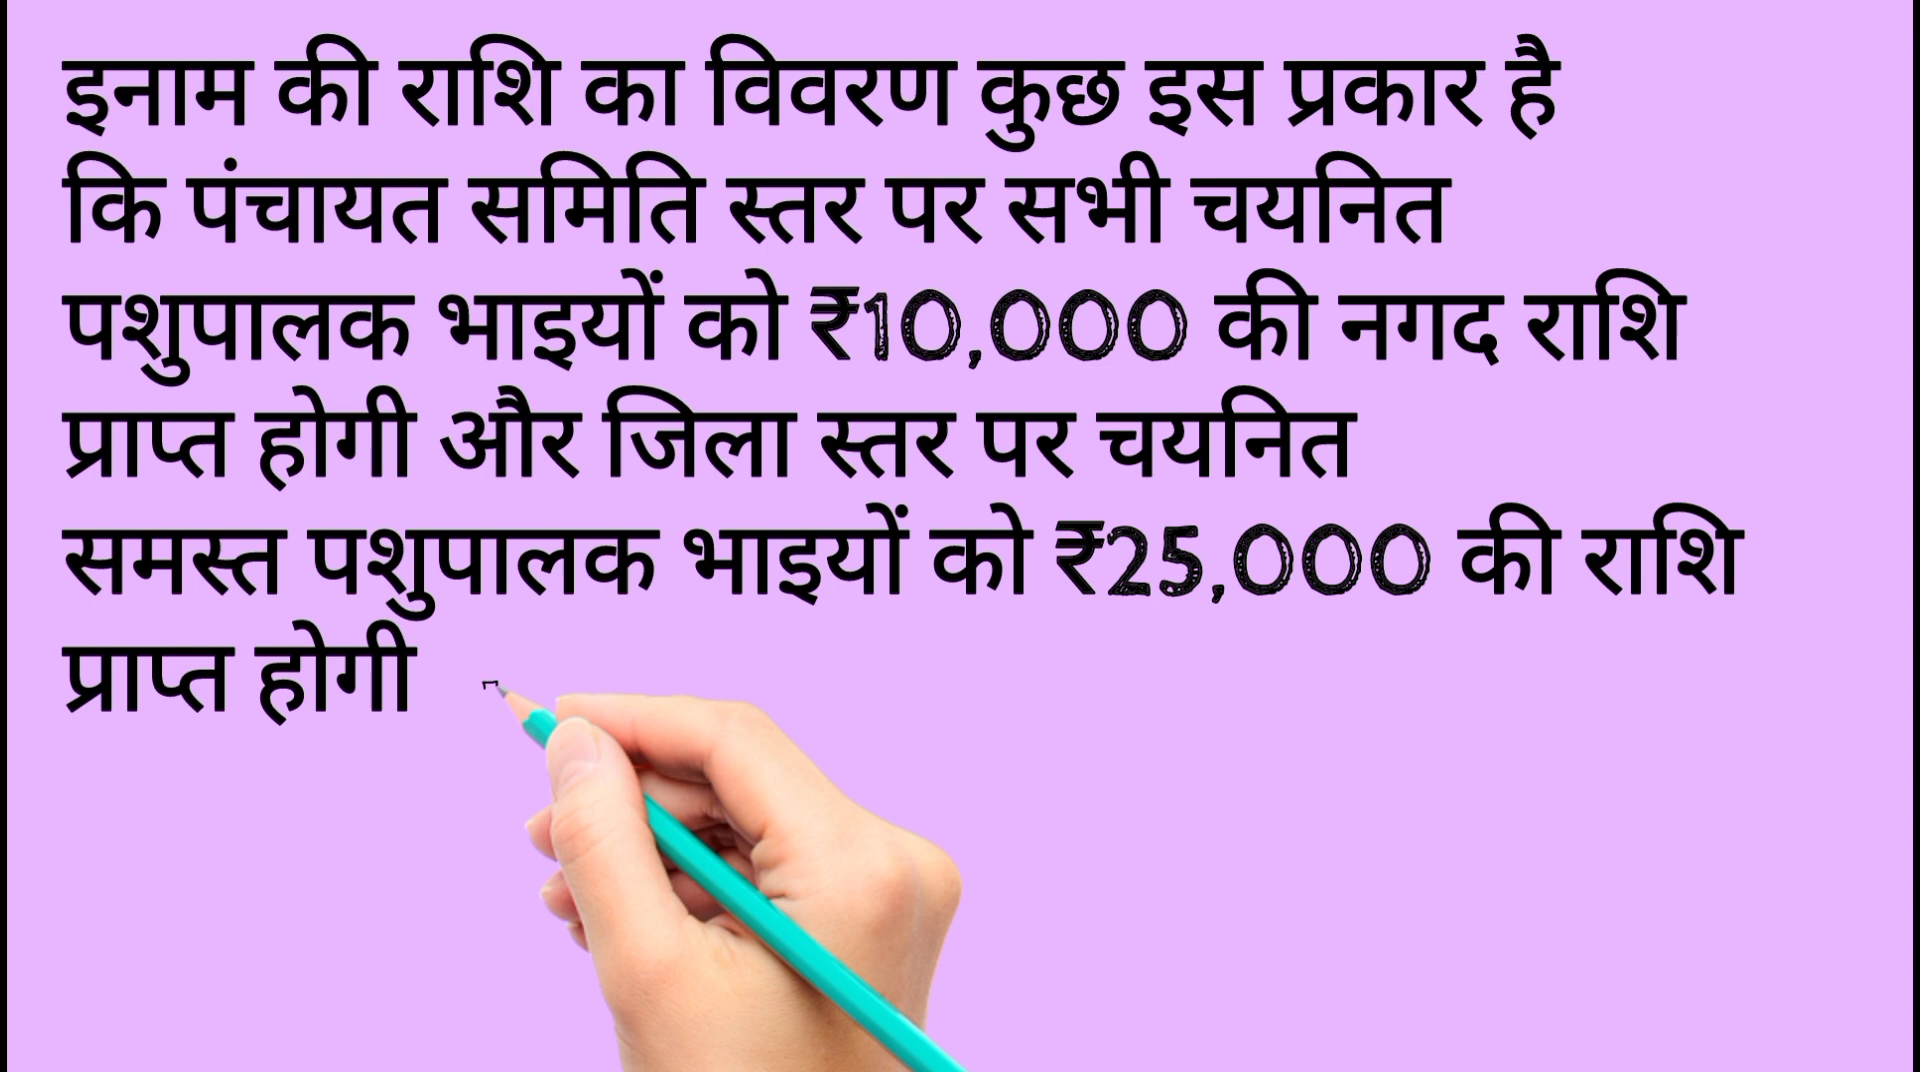 इनाम की राशि का विवरण कुछ इस प्रकार है
कि पंचायत समिति स्तर पर सभी चयनित
पशुपालक भाइयों को ₹10,000 की नगद राशि
प्राप्त होगी और जिला स्तर पर चयनित
समस्त पशुपालक भाइयों को ₹25,000 की राशि
प्राप्त होगी